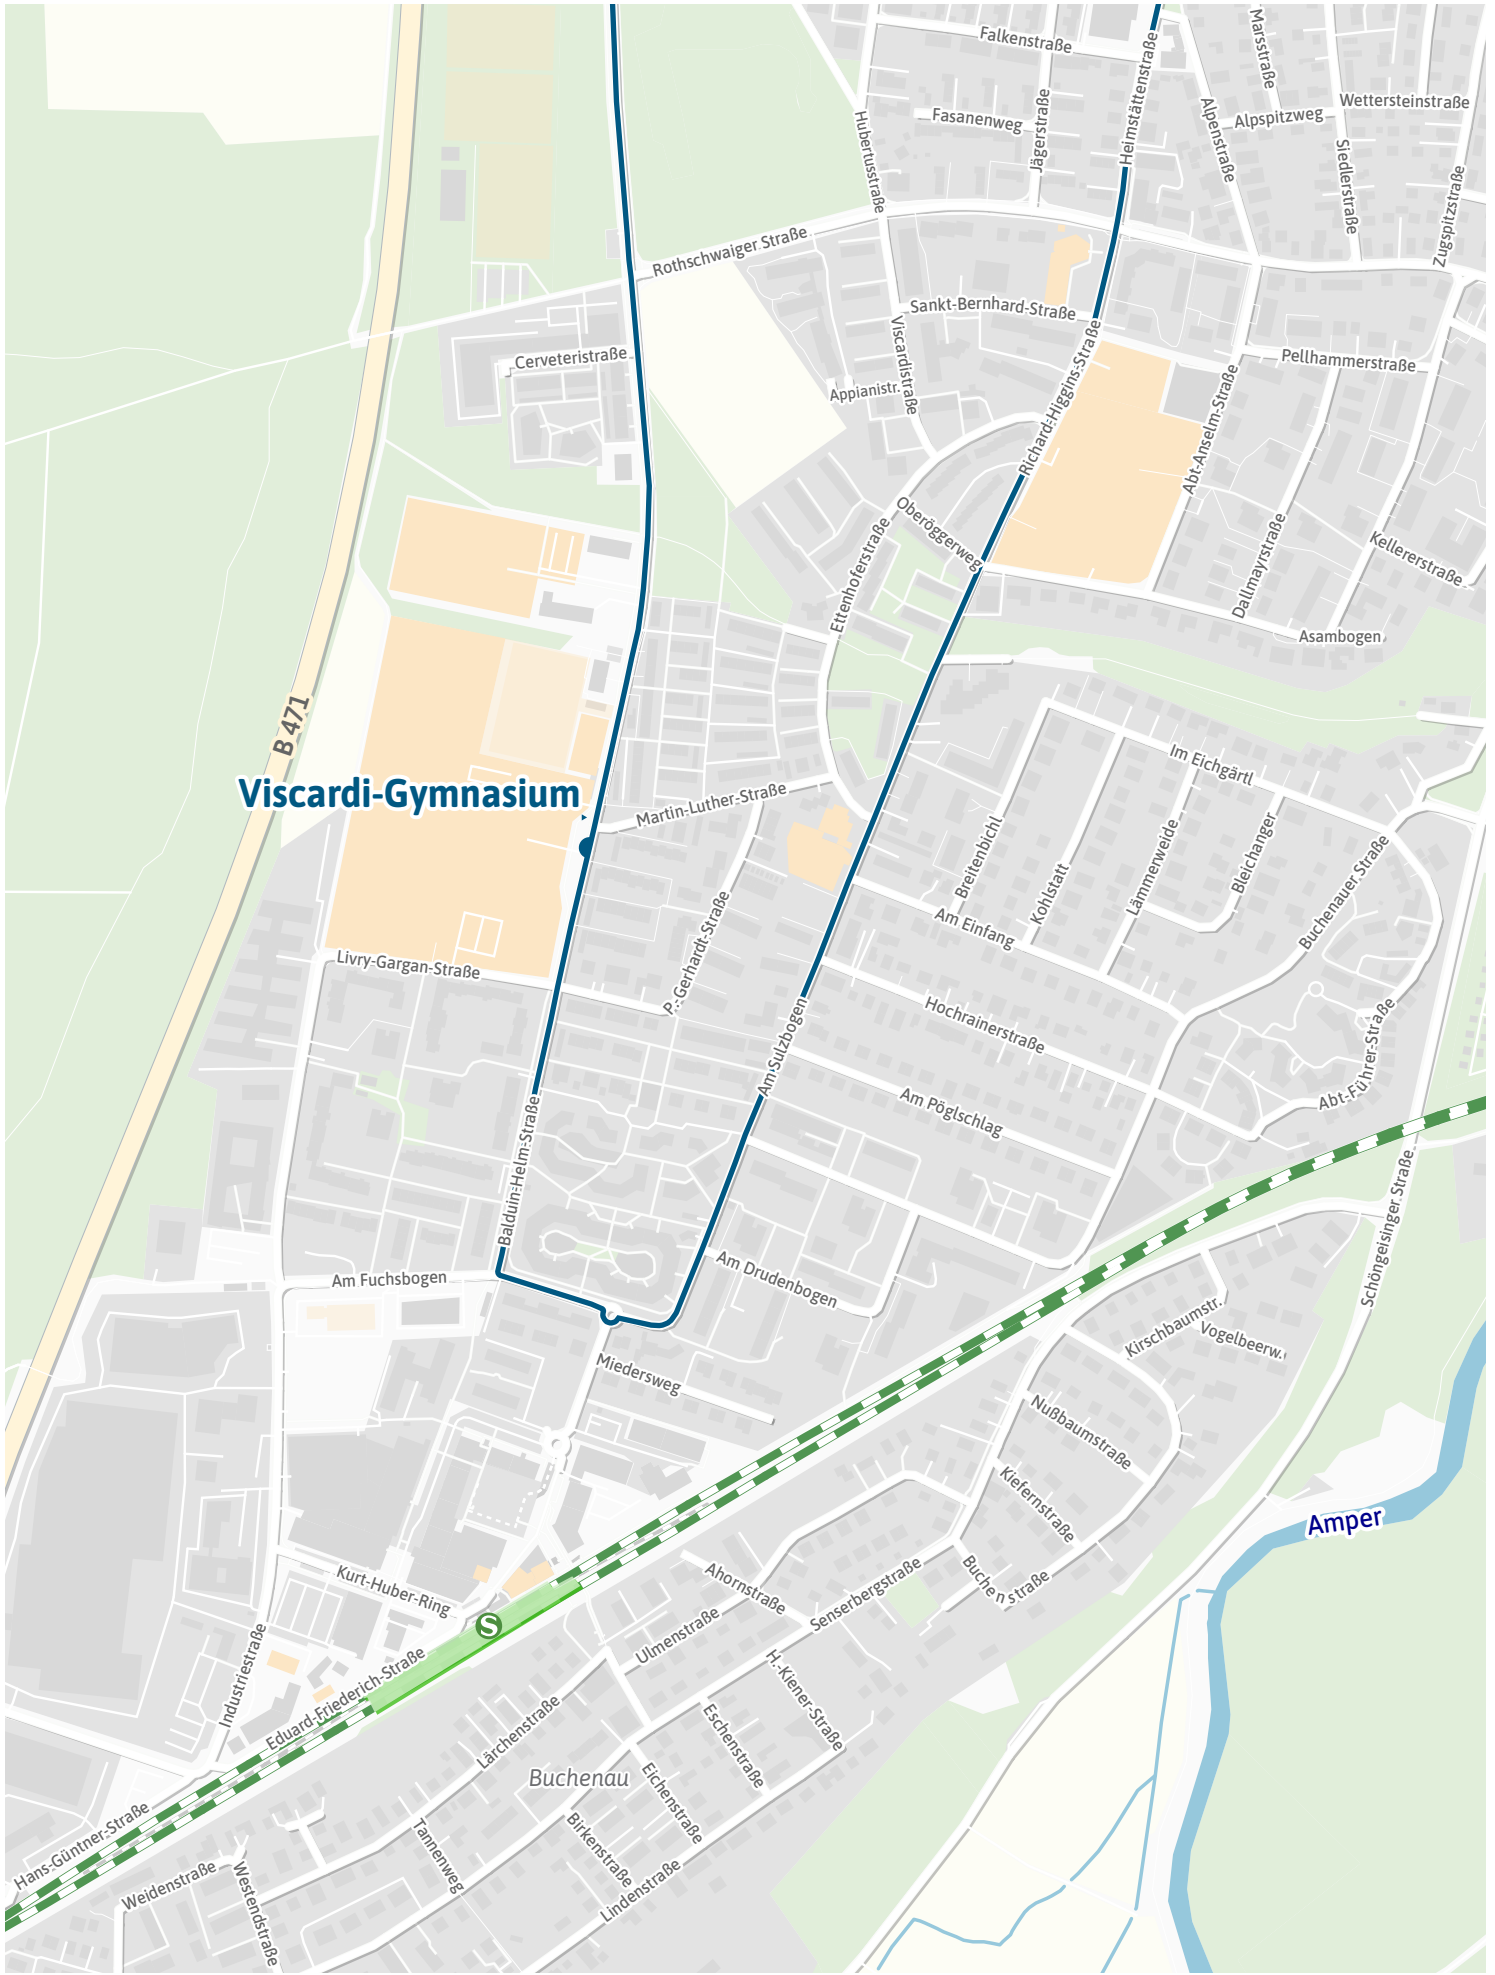 Falkenstraße
Marsstraße
Heimstättenstraße
Wettersteinstraße
Alpspitzweg
Fasanenweg
Jägerstraße
Alpenstraße
Hubertusstraße
Siedlerstraße
Zugspitzstraße
Rothschwaiger Straße
Sankt-Bernhard-Straße
Cerveteristraße
Viscardistraße
Pellhammerstraße
Appianistr.
Richard-Higgins-Straße
Abt-Anselm-Straße
Oberöggerweg
Ettenhoferstraße
Dallmayrstraße
Kellererstraße
Asambogen
B 471
Im Eichgärtl
Viscardi-Gymnasium
Martin-Luther-Straße
Breitenbichl
Kohlstatt
Lämmerweide
Bleichanger
Buchenauer Straße
Am Einfang
P.-Gerhardt-Straße
Livry-Gargan-Straße
Hochrainerstraße
Am Sulzbogen
Abt-Führer-Straße
Am Pöglschlag
Balduin-Helm-Straße
Schöngeisinger Straße
Am Fuchsbogen
Am Drudenbogen
Kirschbaumstr.
Vogelbeerw.
Miedersweg
Nußbaumstraße
Kiefernstraße
Amper
Kurt-Huber-Ring
Ahornstraße
Senserbergstraße
Buchenstraße
S
Ulmenstraße
Industriestraße
Eduard-Friederich-Straße
H.-Kiener-Straße
Lärchenstraße
Eschenstraße
Buchenau
Eichenstraße
Hans-Güntner-Straße
Birkenstraße
Tannenweg
Weidenstraße
Westendstraße
Lindenstraße